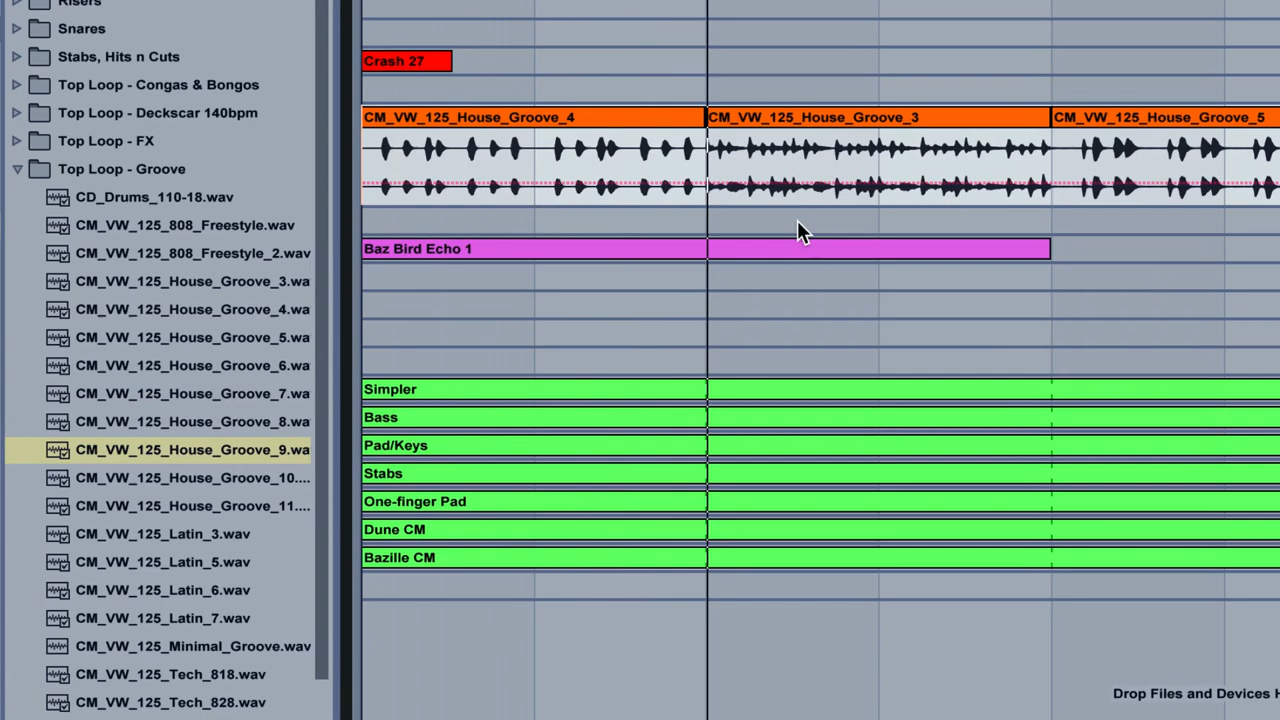 Risers
Snares
Stabs, Hits n Cuts
Top Loop - Congas & Bongos
Top Loop - Deckscar 140bpm
Top Loop - FX
Top Loop - Groove
CD_Drums_110-18.wav
CM_VW_125_808_Freestyle.wav
CM_VW_125_808_Freestyle_2.wav
CM_VW_125_House_Groove_3.wa
CM_VW_125_House_Groove_4.wa
CM_VW_125_House_Groove_5.wa
CM_VW_125_House_Groove_6.wa
CM_VW_125_House_Groove_7.wa
CM_VW_125_House_Groove_8.wa
CM_VW_125_House_Groove_9.wa
CM_VW_125_House_Groove_10....
CM_VW_125_House_Groove_11....
CM_VW_125_Latin_3.wav
CM_VW_125_Latin_5.wav
CM_VW_125_Latin_6.wav
CM_VW_125_Latin_7.wav
CM_VW_125_Minimal_Groove.wav
CM_VW_125_Tech_818.wav
CM_VW_125_Tech_828.wav
Crash 27
CM_VW_125_House_Groove_4
CM_VW_125_House_Groove_3
CM_VW_125_House_Groove_5
Baz Bird Echo 1
Simpler
Bass
Pad/Keys
Stabs
One-finger Pad
Dune CM
Bazille CM
Drop Files and Devices H